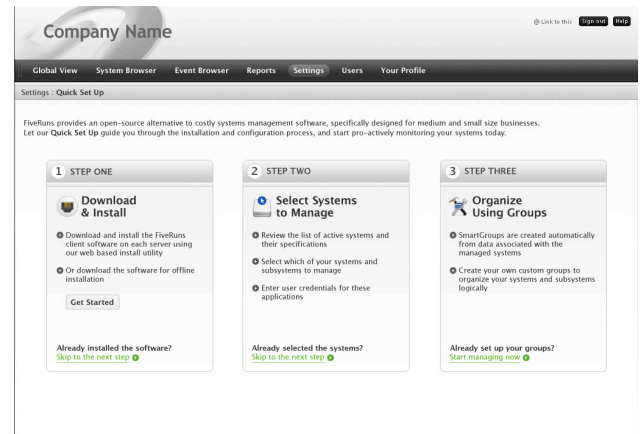 Company Name
@ Link to this Sign out Help
Global View System Browser Event Browser Reports Settings Users Your Profile
Settings : Quick Set Up
FiveRuns provides an open-source alternative to costly systems management software, specifically designed for medium and small size businesses.
Let our Quick Set Up guide you through the installation and configuration process, and start pro-actively monitoring your systems today.
1 STEP ONE
Download
& Install
Download and install the FiveRuns
client software on each server using
our web based install utility
Or download the software for offline
installation
Get Started
Already installed the software?
Skip to the next step
2 STEP TWO
Select Systems
to Manage
Review the list of active systems and
their specifications
Select which of your systems and
subsystems to manage
Enter user credentials for these
applications
Already selected the systems?
Skip to the next step
3 STEP THREE
Organize
Using Groups
SmartGroups are created automatically
from data associated with the
managed systems
Create your own custom groups to
organize your systems and subsystems
logically
Already set up your groups?
Start managing now